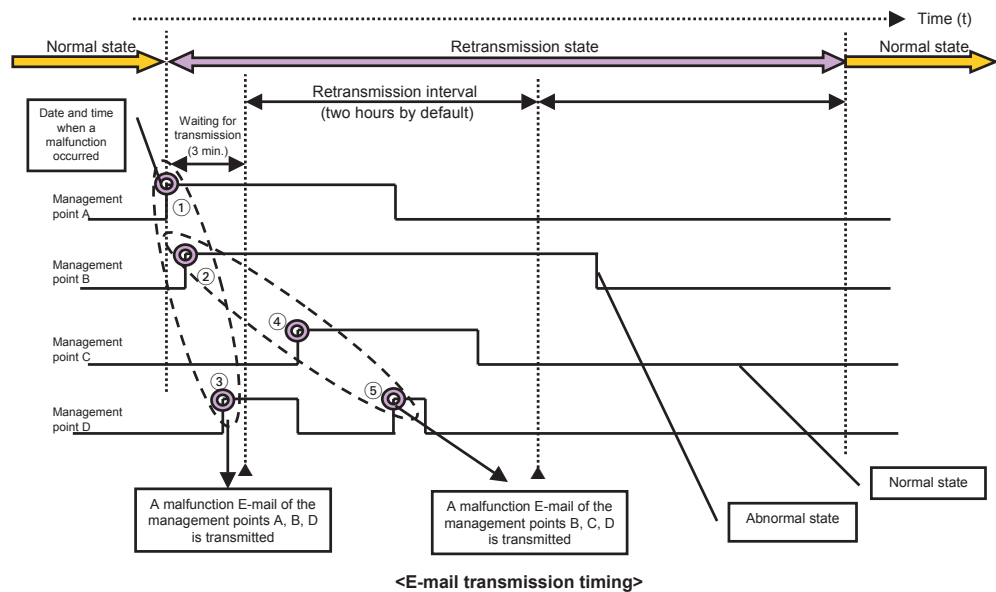 Time (t)
Normal state
Retransmission state
Normal state
Retransmission interval
(two hours by default)
Date and time
when a
malfunction
occurred
Waiting for
transmission
(3 min.)
Management
point A
①
Management
point B
②
Management
point C
④
Management
point D
③
⑤
A malfunction E-mail of the
management points A, B, D
is transmitted
A malfunction E-mail of the
management points B, C, D
is transmitted
Abnormal state
Normal state
<E-mail transmission timing>